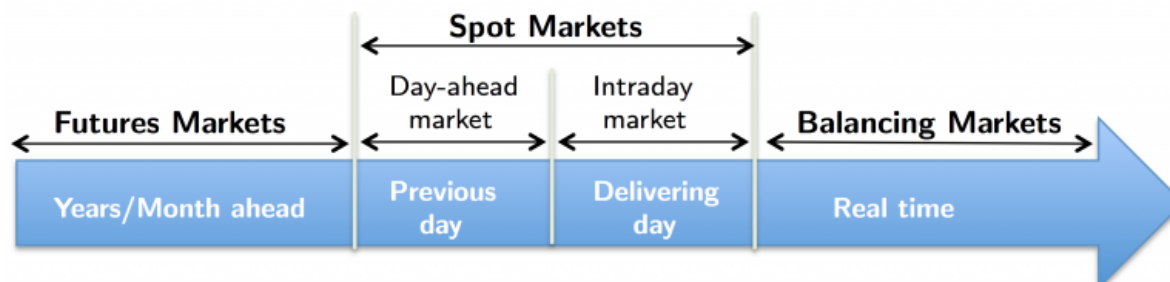 Spot Markets
Day-ahead
market
Intraday
market
Futures Markets
Balancing Markets
Years/Month ahead
Previous
day
Delivering
day
Real time